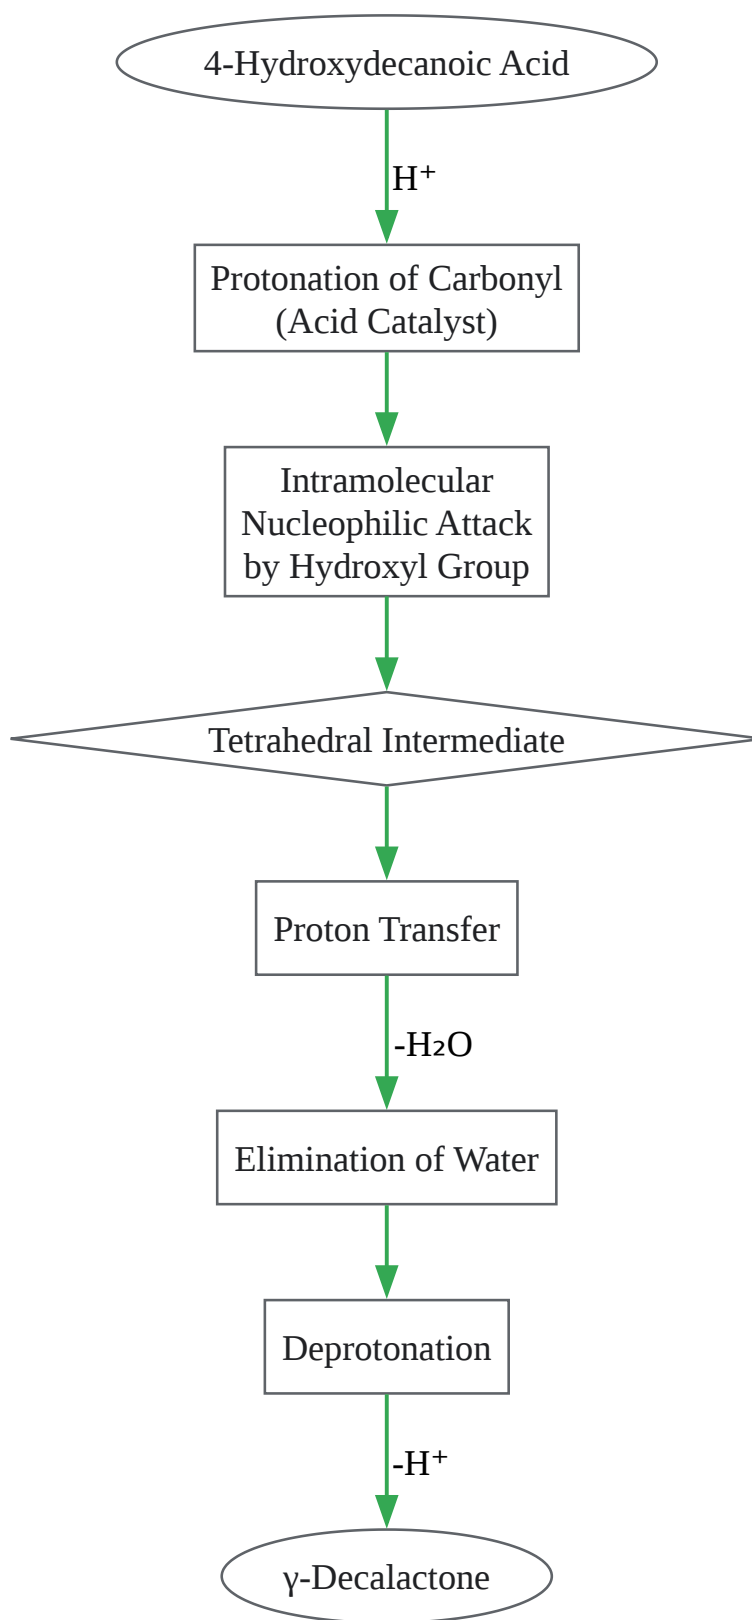 4-Hydroxydecanoic Acid
H⁺
Protonation of Carbonyl
(Acid Catalyst)
Intramolecular
Nucleophilic Attack
by Hydroxyl Group
Tetrahedral Intermediate
Proton Transfer
-H₂O
Elimination of Water
Deprotonation
-H⁺
γ-Decalactone